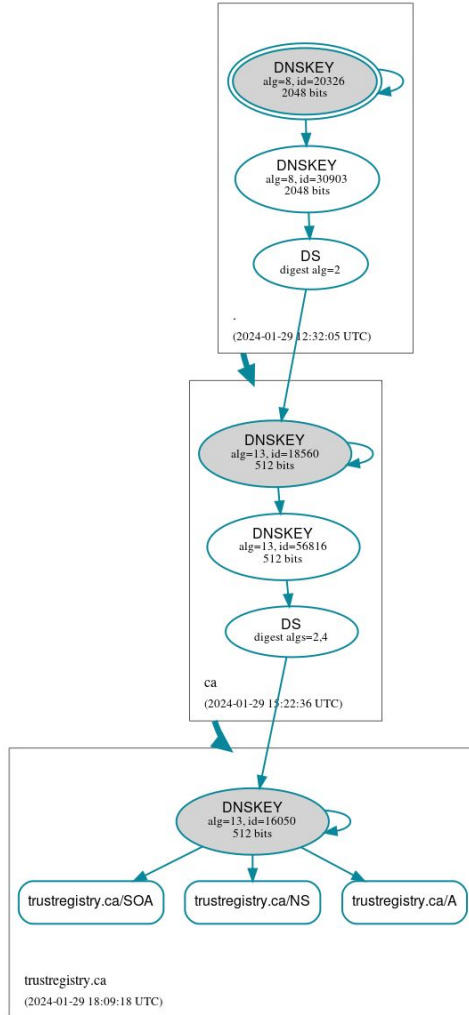 DNSKEY
alg=8, id=20326
2048 bits
DNSKEY
alg=8, id=30903
2048 bits
DS
digest alg=2
.
(2024-01-29 12:32:05 UTC)
DNSKEY
alg=13, id=18560
512 bits
DNSKEY
alg=13, id=56816
512 bits
DS
digest algs=2,4
ca
(2024-01-29 15:22:36 UTC)
DNSKEY
alg=13, id=16050
512 bits
trustregistry.ca/SOA
trustregistry.ca/NS
trustregistry.ca/A
trustregistry.ca
(2024-01-29 18:09:18 UTC)